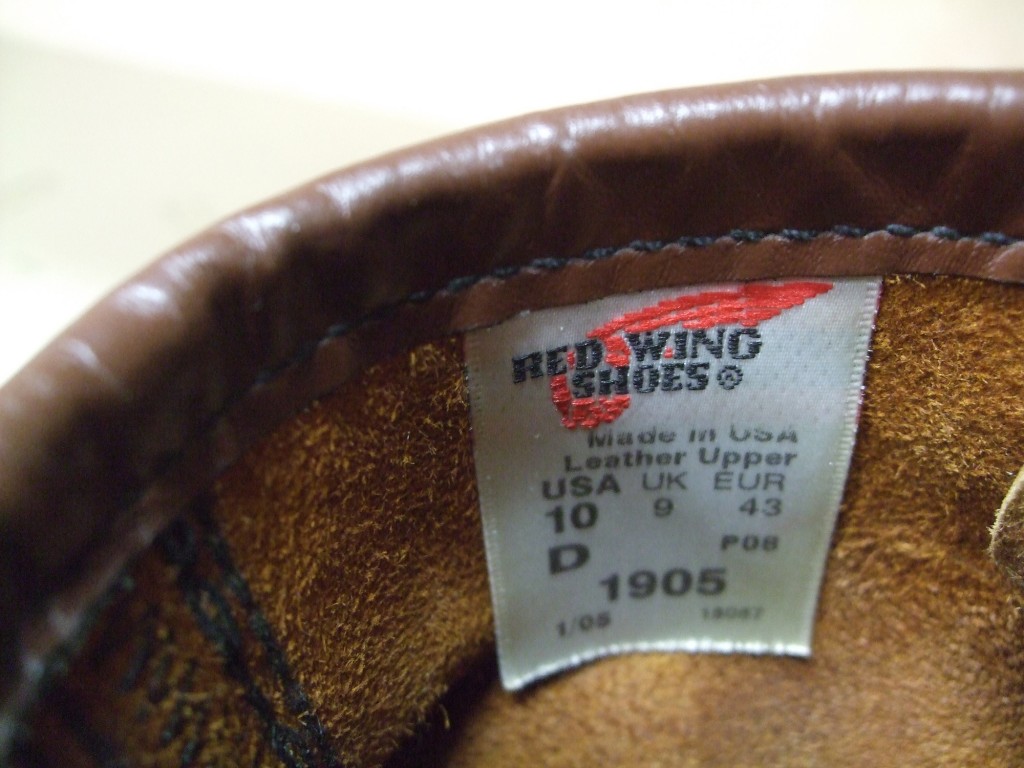 RED WING
SHOES®
Made in USA
Leather Upper
USA UK EUR
10 9 43
D P08
1905
1/05